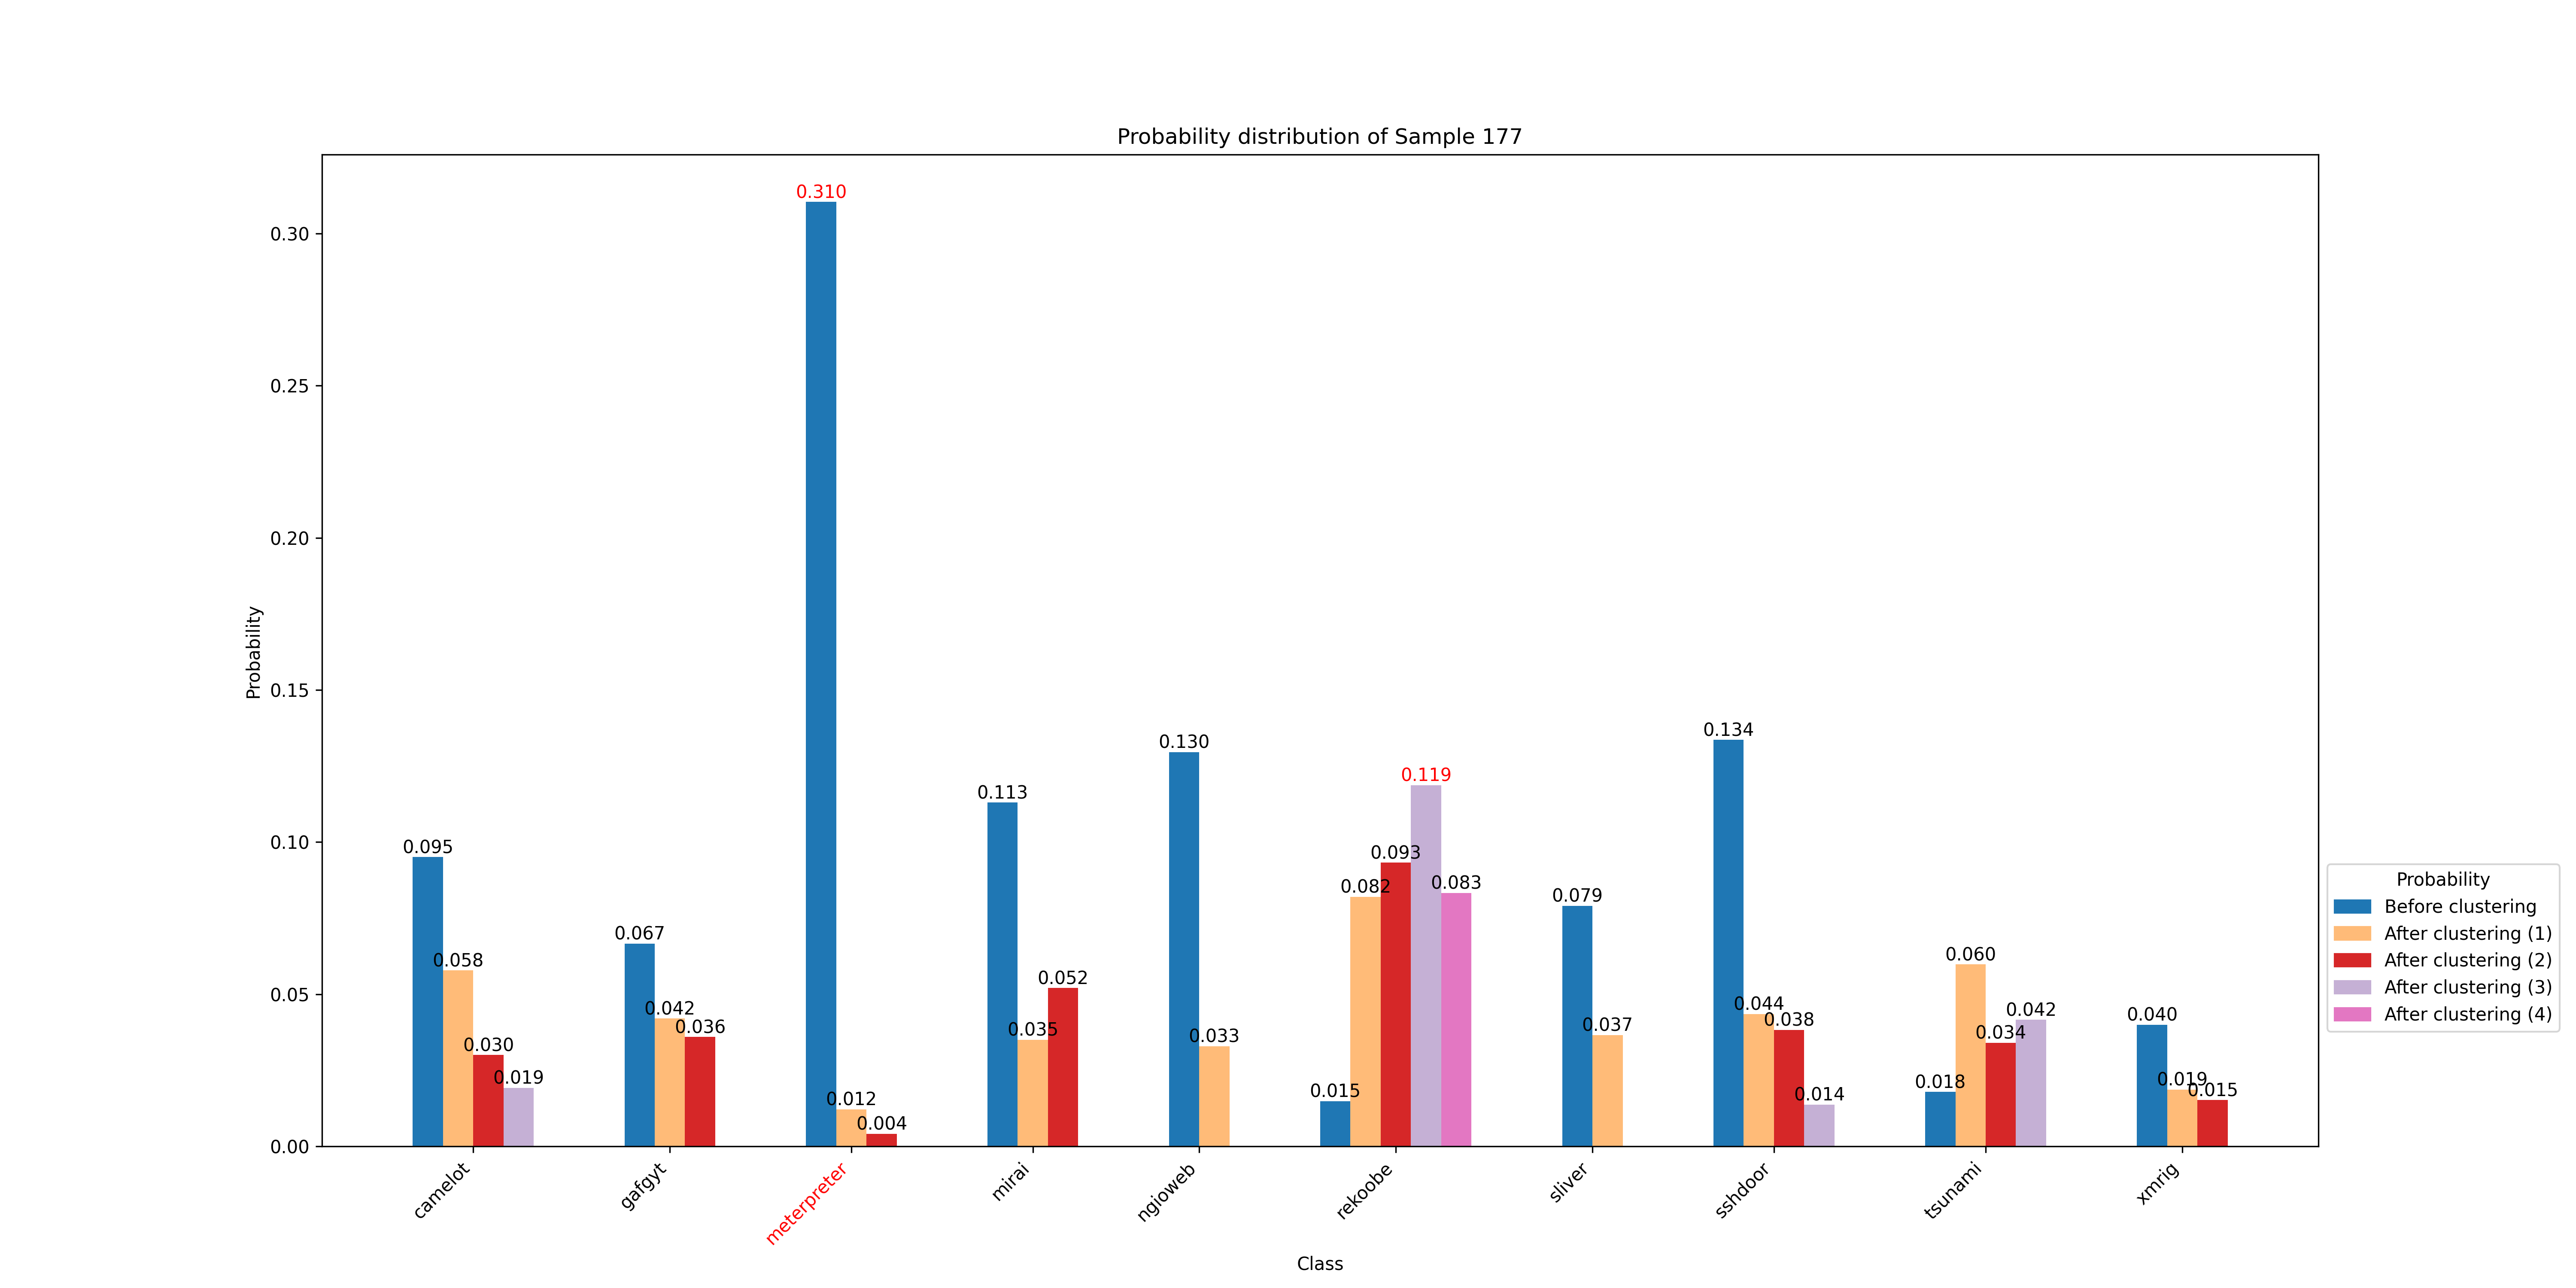 Probability distribution of Sample 177
Probability
0.30
0.25
0.20
0.15
0.10
0.05
0.00
0.095
0.058
0.030
0.019
0.067
0.042
0.036
0.310
0.012
0.004
0.113
0.035
0.052
0.130
0.033
0.015
0.082
0.093
0.119
0.083
0.079
0.037
0.134
0.044
0.038
0.014
0.018
0.060
0.034
0.042
0.040
0.019
0.015
camelot
gafgyt
meterpreter
mirai
ngioweb
rekoobe
sliver
sshdoor
tsunami
xmrig
Class
Probability
Before clustering
After clustering (1)
After clustering (2)
After clustering (3)
After clustering (4)